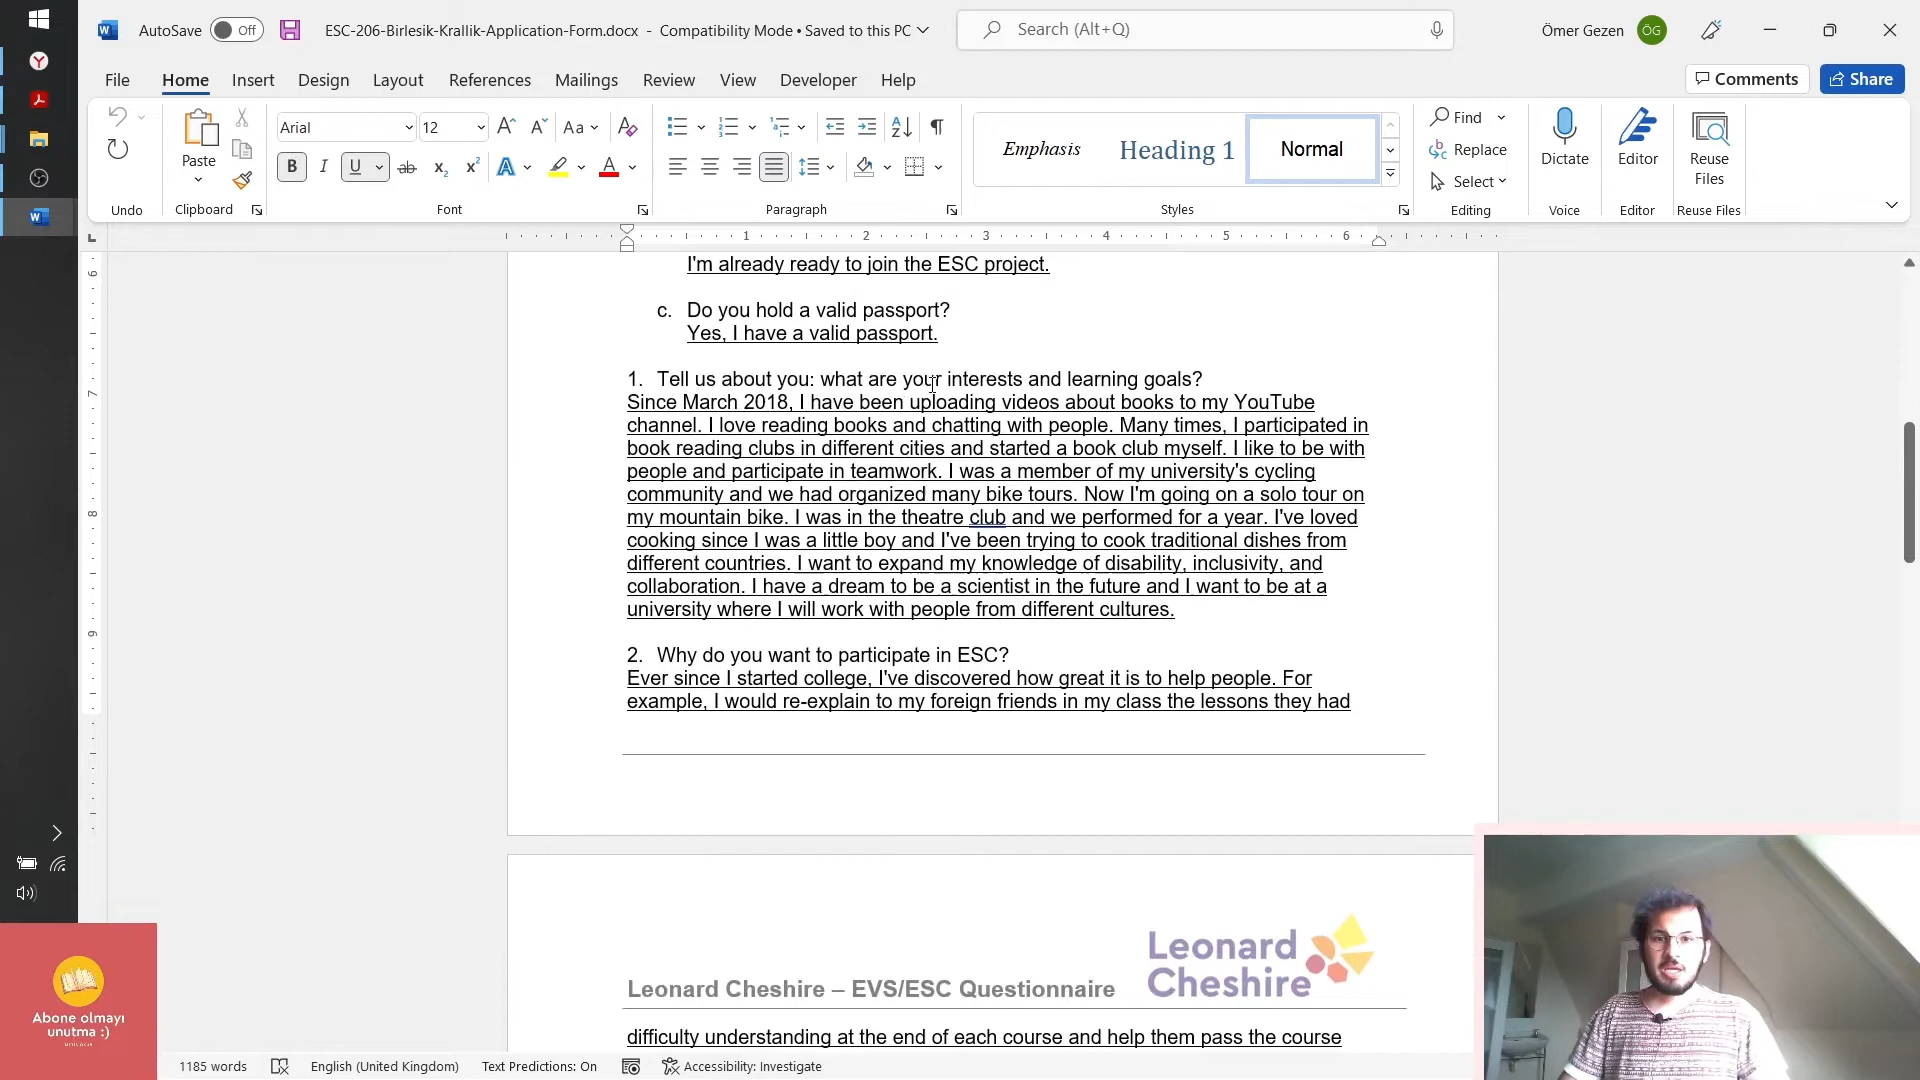 AutoSave Off ESC-206-Birlesik-Krallik-Application-Form.docx - Compatibility Mode • Saved to this PC Search (Alt+Q) Ömer Gezen ÖG
File Home Insert Design Layout References Mailings Review View Developer Help Comments Share
Paste Arial 12 Aa Emphasis Heading 1 Normal Find Replace Select Dictate Editor Reuse Files
Undo Clipboard Font Paragraph Styles Editing Voice Editor Reuse Files
1 2 3 4 5 6
6
7
8
9
I'm already ready to join the ESC project.
c. Do you hold a valid passport?
Yes, I have a valid passport.
1. Tell us about you: what are your interests and learning goals?
Since March 2018, I have been uploading videos about books to my YouTube
channel. I love reading books and chatting with people. Many times, I participated in
book reading clubs in different cities and started a book club myself. I like to be with
people and participate in teamwork. I was a member of my university's cycling
community and we had organized many bike tours. Now I'm going on a solo tour on
my mountain bike. I was in the theatre club and we performed for a year. I've loved
cooking since I was a little boy and I've been trying to cook traditional dishes from
different countries. I want to expand my knowledge of disability, inclusivity, and
collaboration. I have a dream to be a scientist in the future and I want to be at a
university where I will work with people from different cultures.
2. Why do you want to participate in ESC?
Ever since I started college, I've discovered how great it is to help people. For
example, I would re-explain to my foreign friends in my class the lessons they had
Leonard
Cheshire
Leonard Cheshire – EVS/ESC Questionnaire
difficulty understanding at the end of each course and help them pass the course
Abone olmayı
unutma :)
1185 words English (United Kingdom) Text Predictions: On Accessibility: Investigate